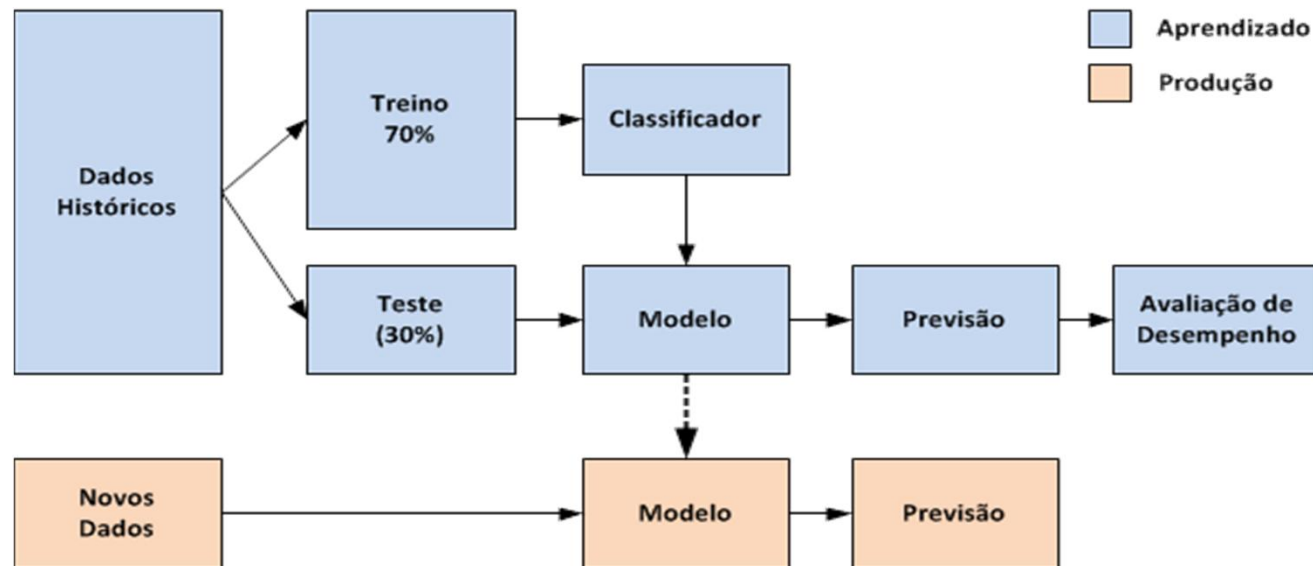 Dados
Históricos
Treino
70%
Classificador
Teste
(30%)
Modelo
Previsão
Avaliação de
Desempenho
Novos
Dados
Modelo
Previsão
Aprendizado
Produção